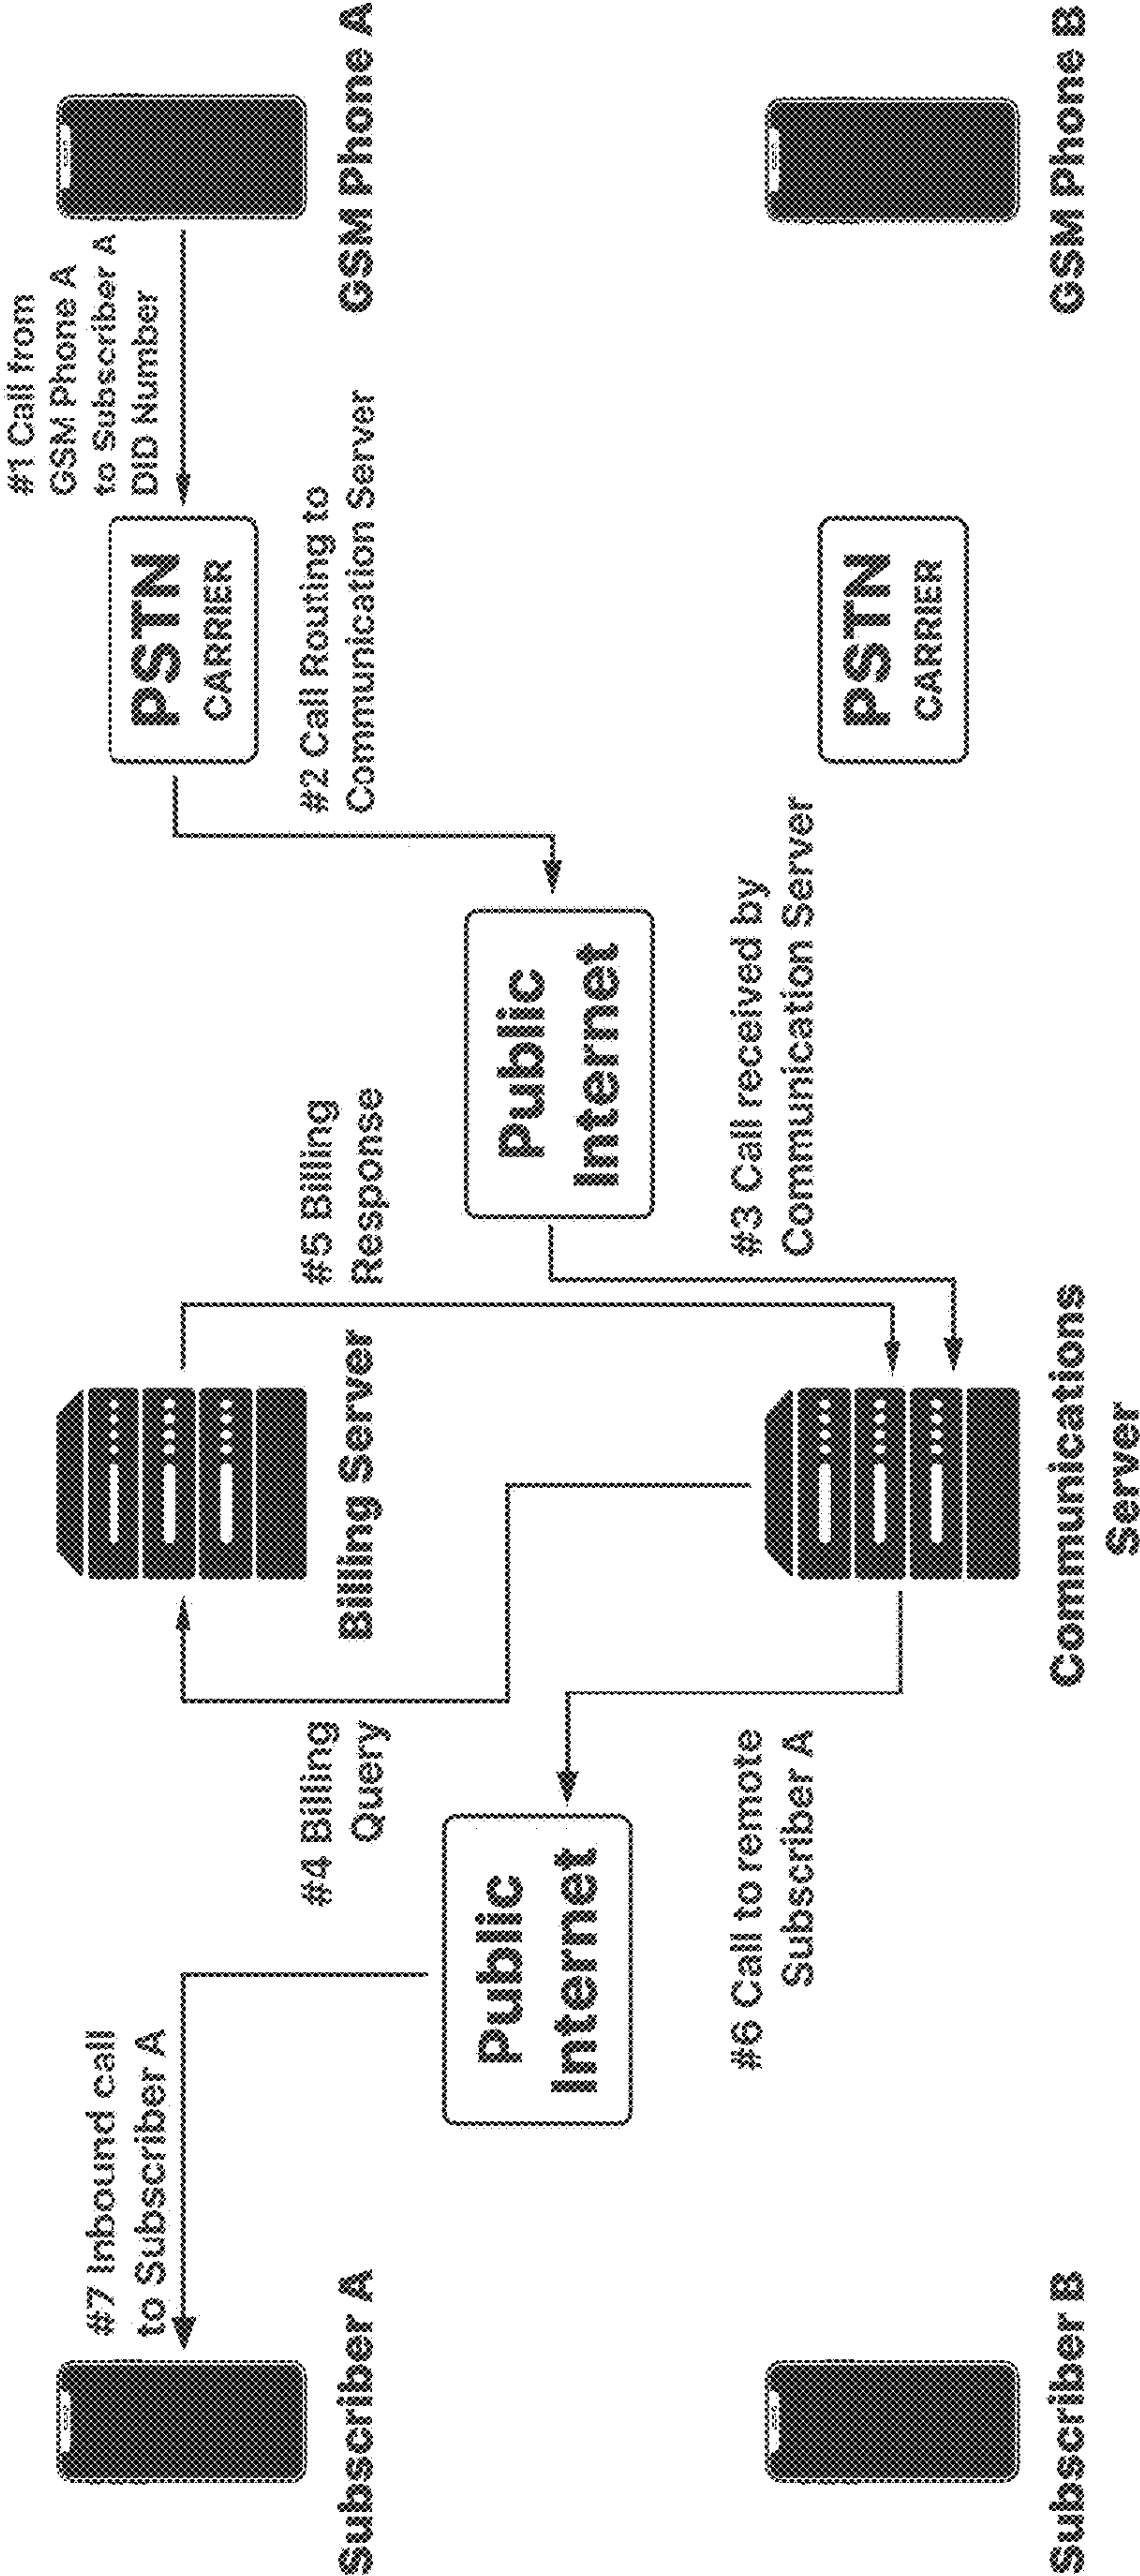 #7 Inbound call
to Subscriber A
Subscriber A
Subscriber B
Public
Internet
#4 Billing
Query
#6 Call to remote
Subscriber A
Billing Server
Communications
Server
#5 Billing
Response
Public
Internet
#3 Call received by
Communication Server
#2 Call Routing to
Communication Server
PSTN
CARRIER
PSTN
CARRIER
#1 Call from
GSM Phone A
to Subscriber A
DID Number
GSM Phone A
GSM Phone B